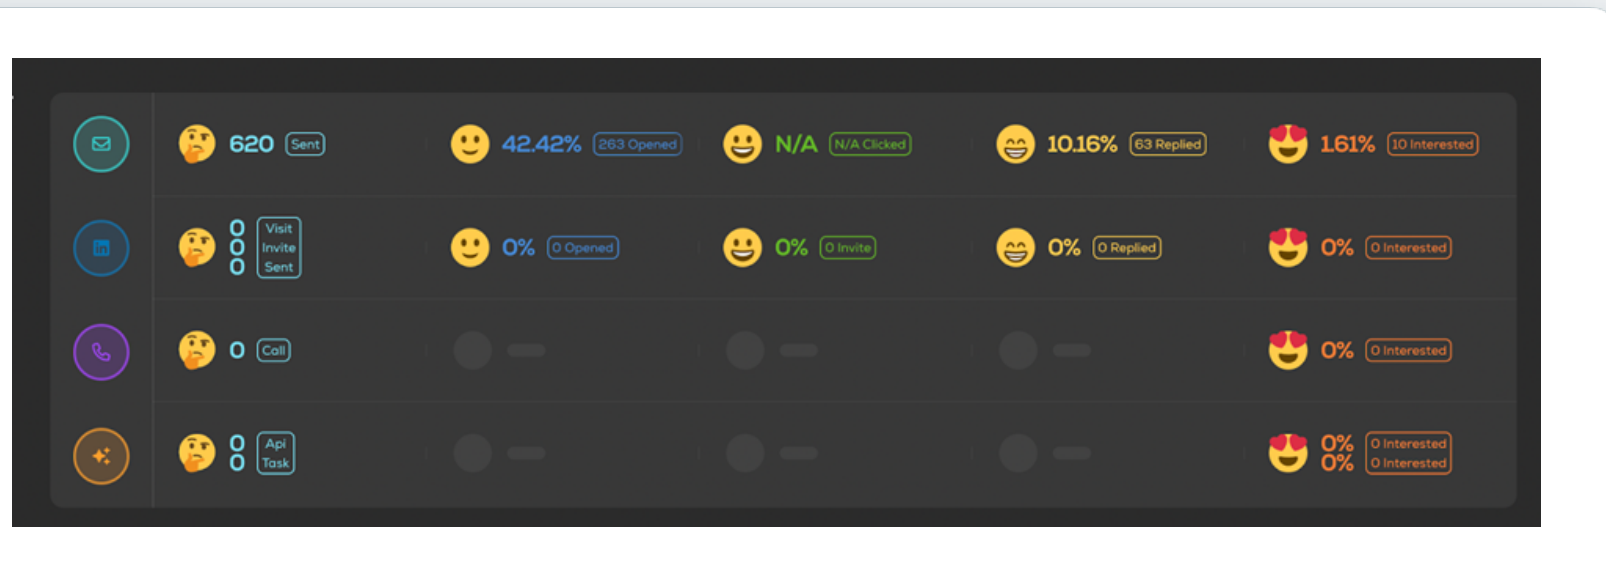 620 Sent 42.42% 263 Opened N/A N/A Clicked 10.16% 63 Replied 1.61% 10 Interested
0 Visit
0 Invite 0% 0 Opened 0% 0 Invite 0% 0 Replied 0% 0 Interested
0 Sent
0 Call 0% 0 Interested
0 Api 0% 0 Interested
0 Task 0% 0 Interested